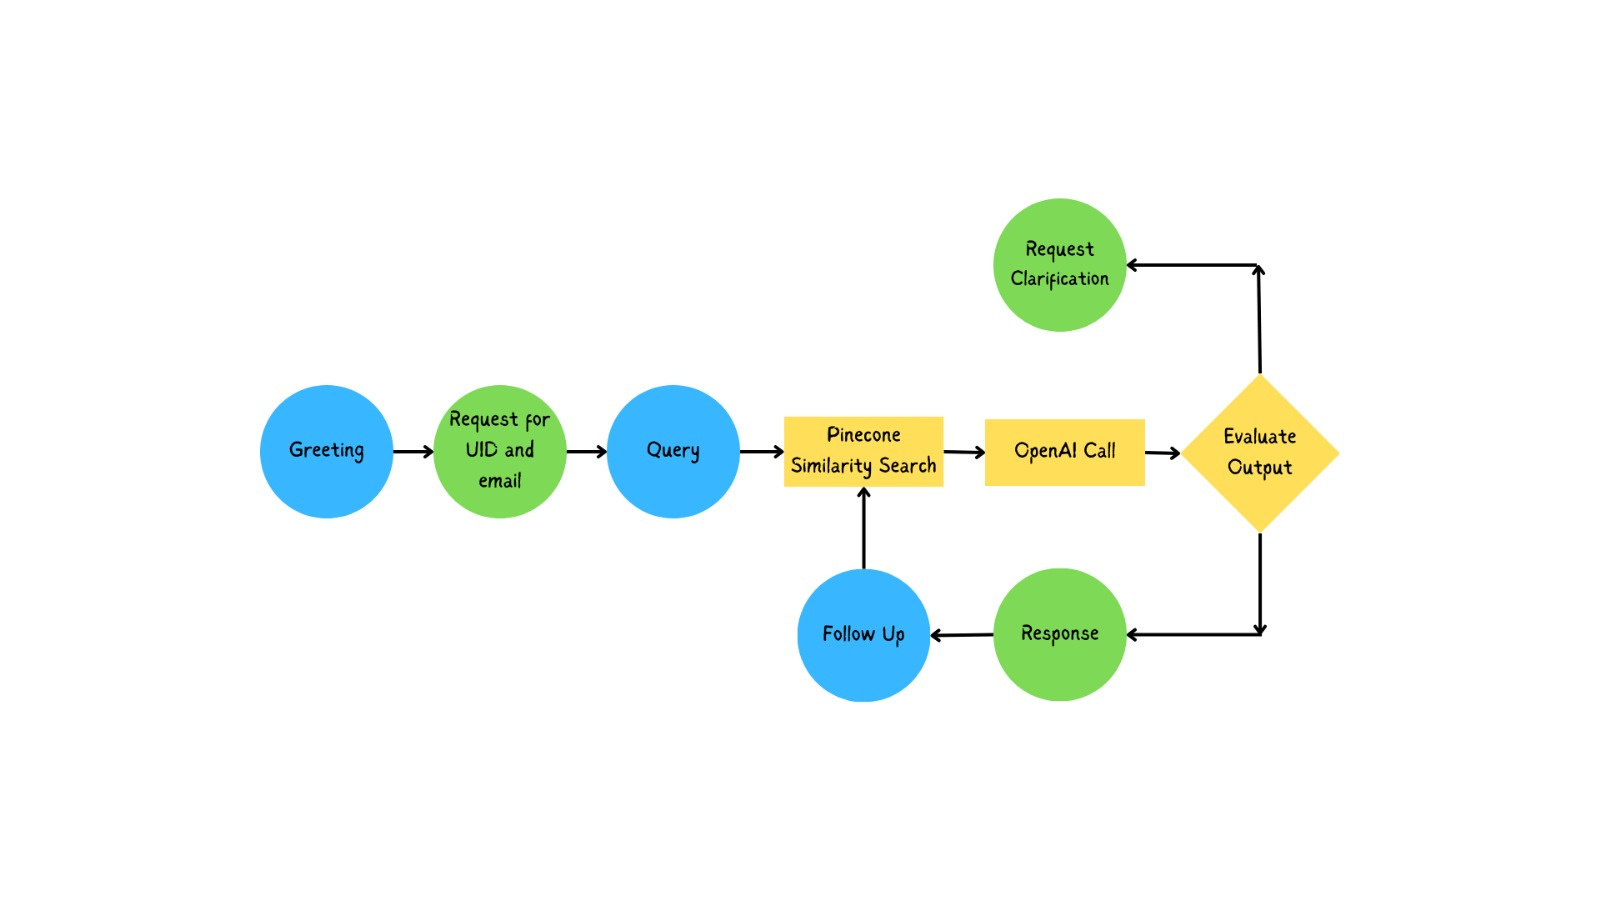 Request
Clarification
Greeting
Request for
UID and
email
Query
Pinecone
Similarity Search
OpenAI Call
Evaluate
Output
Follow Up
Response